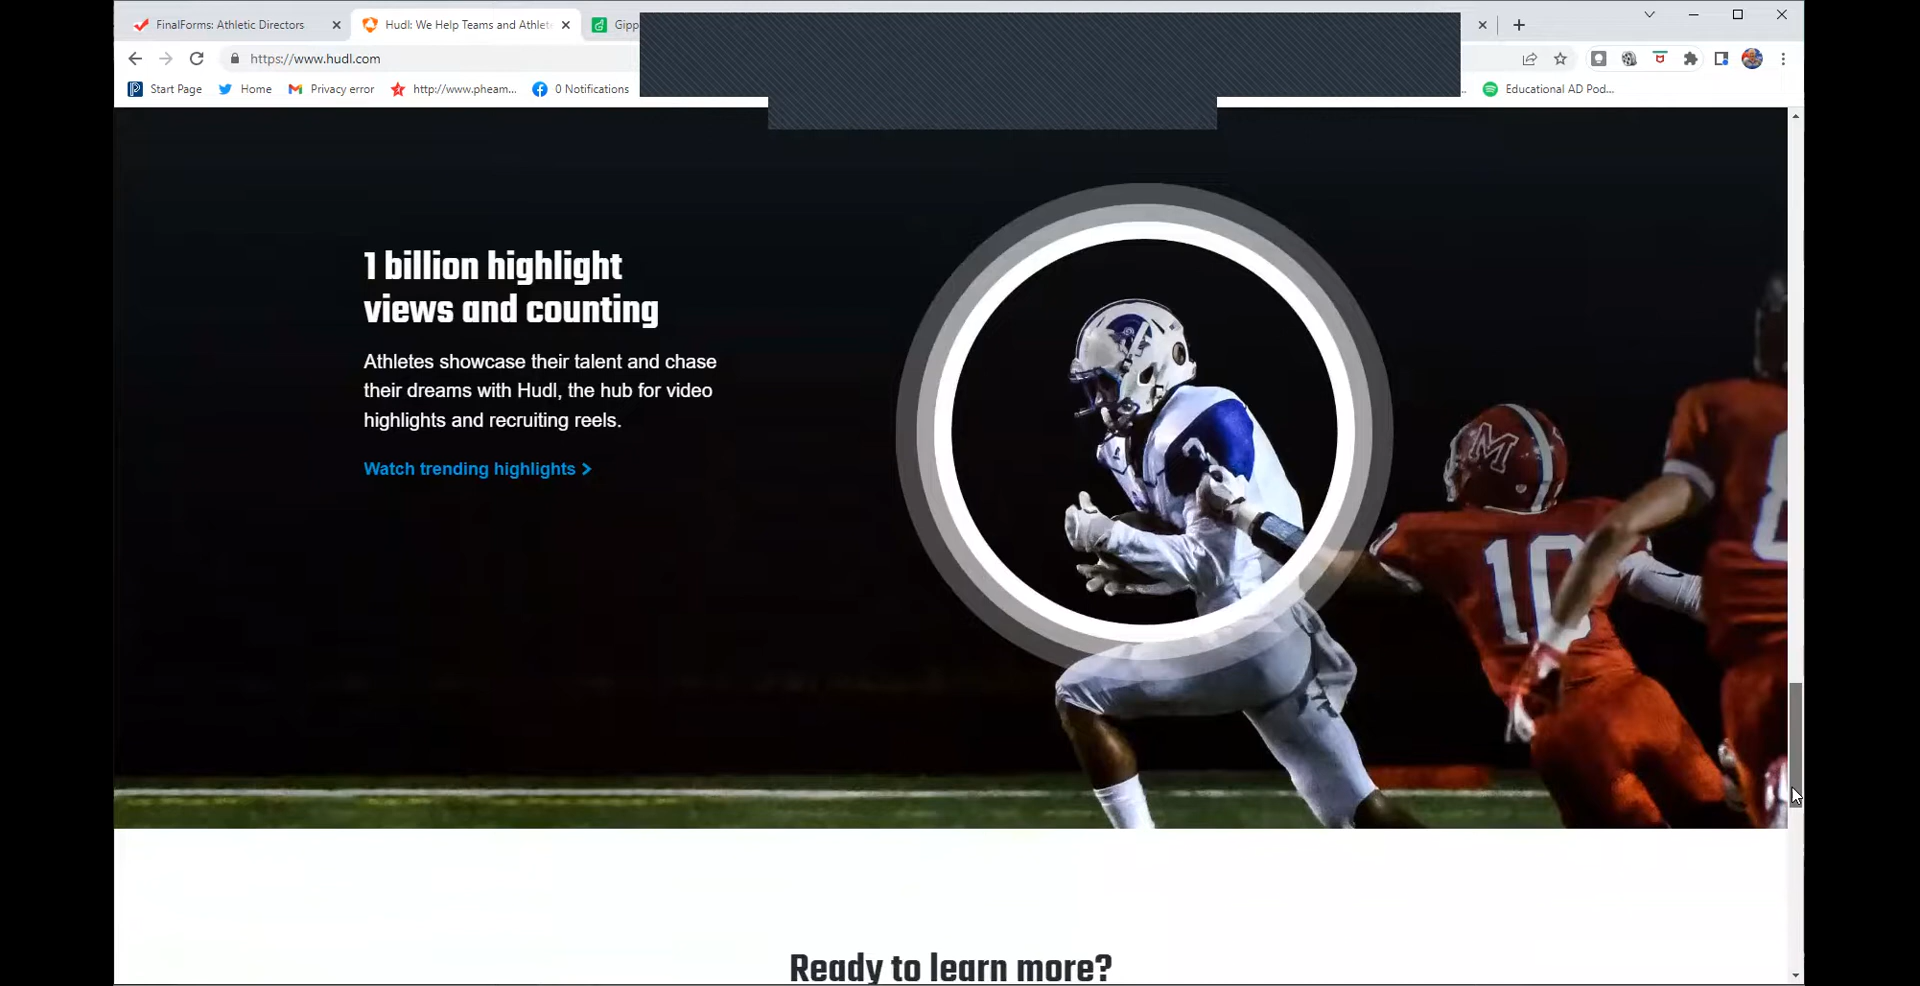 FinalForms: Athletic Directors
Hudl: We Help Teams and Athlete
Gipp
https://www.hudl.com
Start Page
Home
Privacy error
http://www.pheam...
0 Notifications
Educational AD Pod...
1 billion highlight
views and counting
Athletes showcase their talent and chase
their dreams with Hudl, the hub for video
highlights and recruiting reels.
Watch trending highlights >
M
10
8
Ready to learn more?